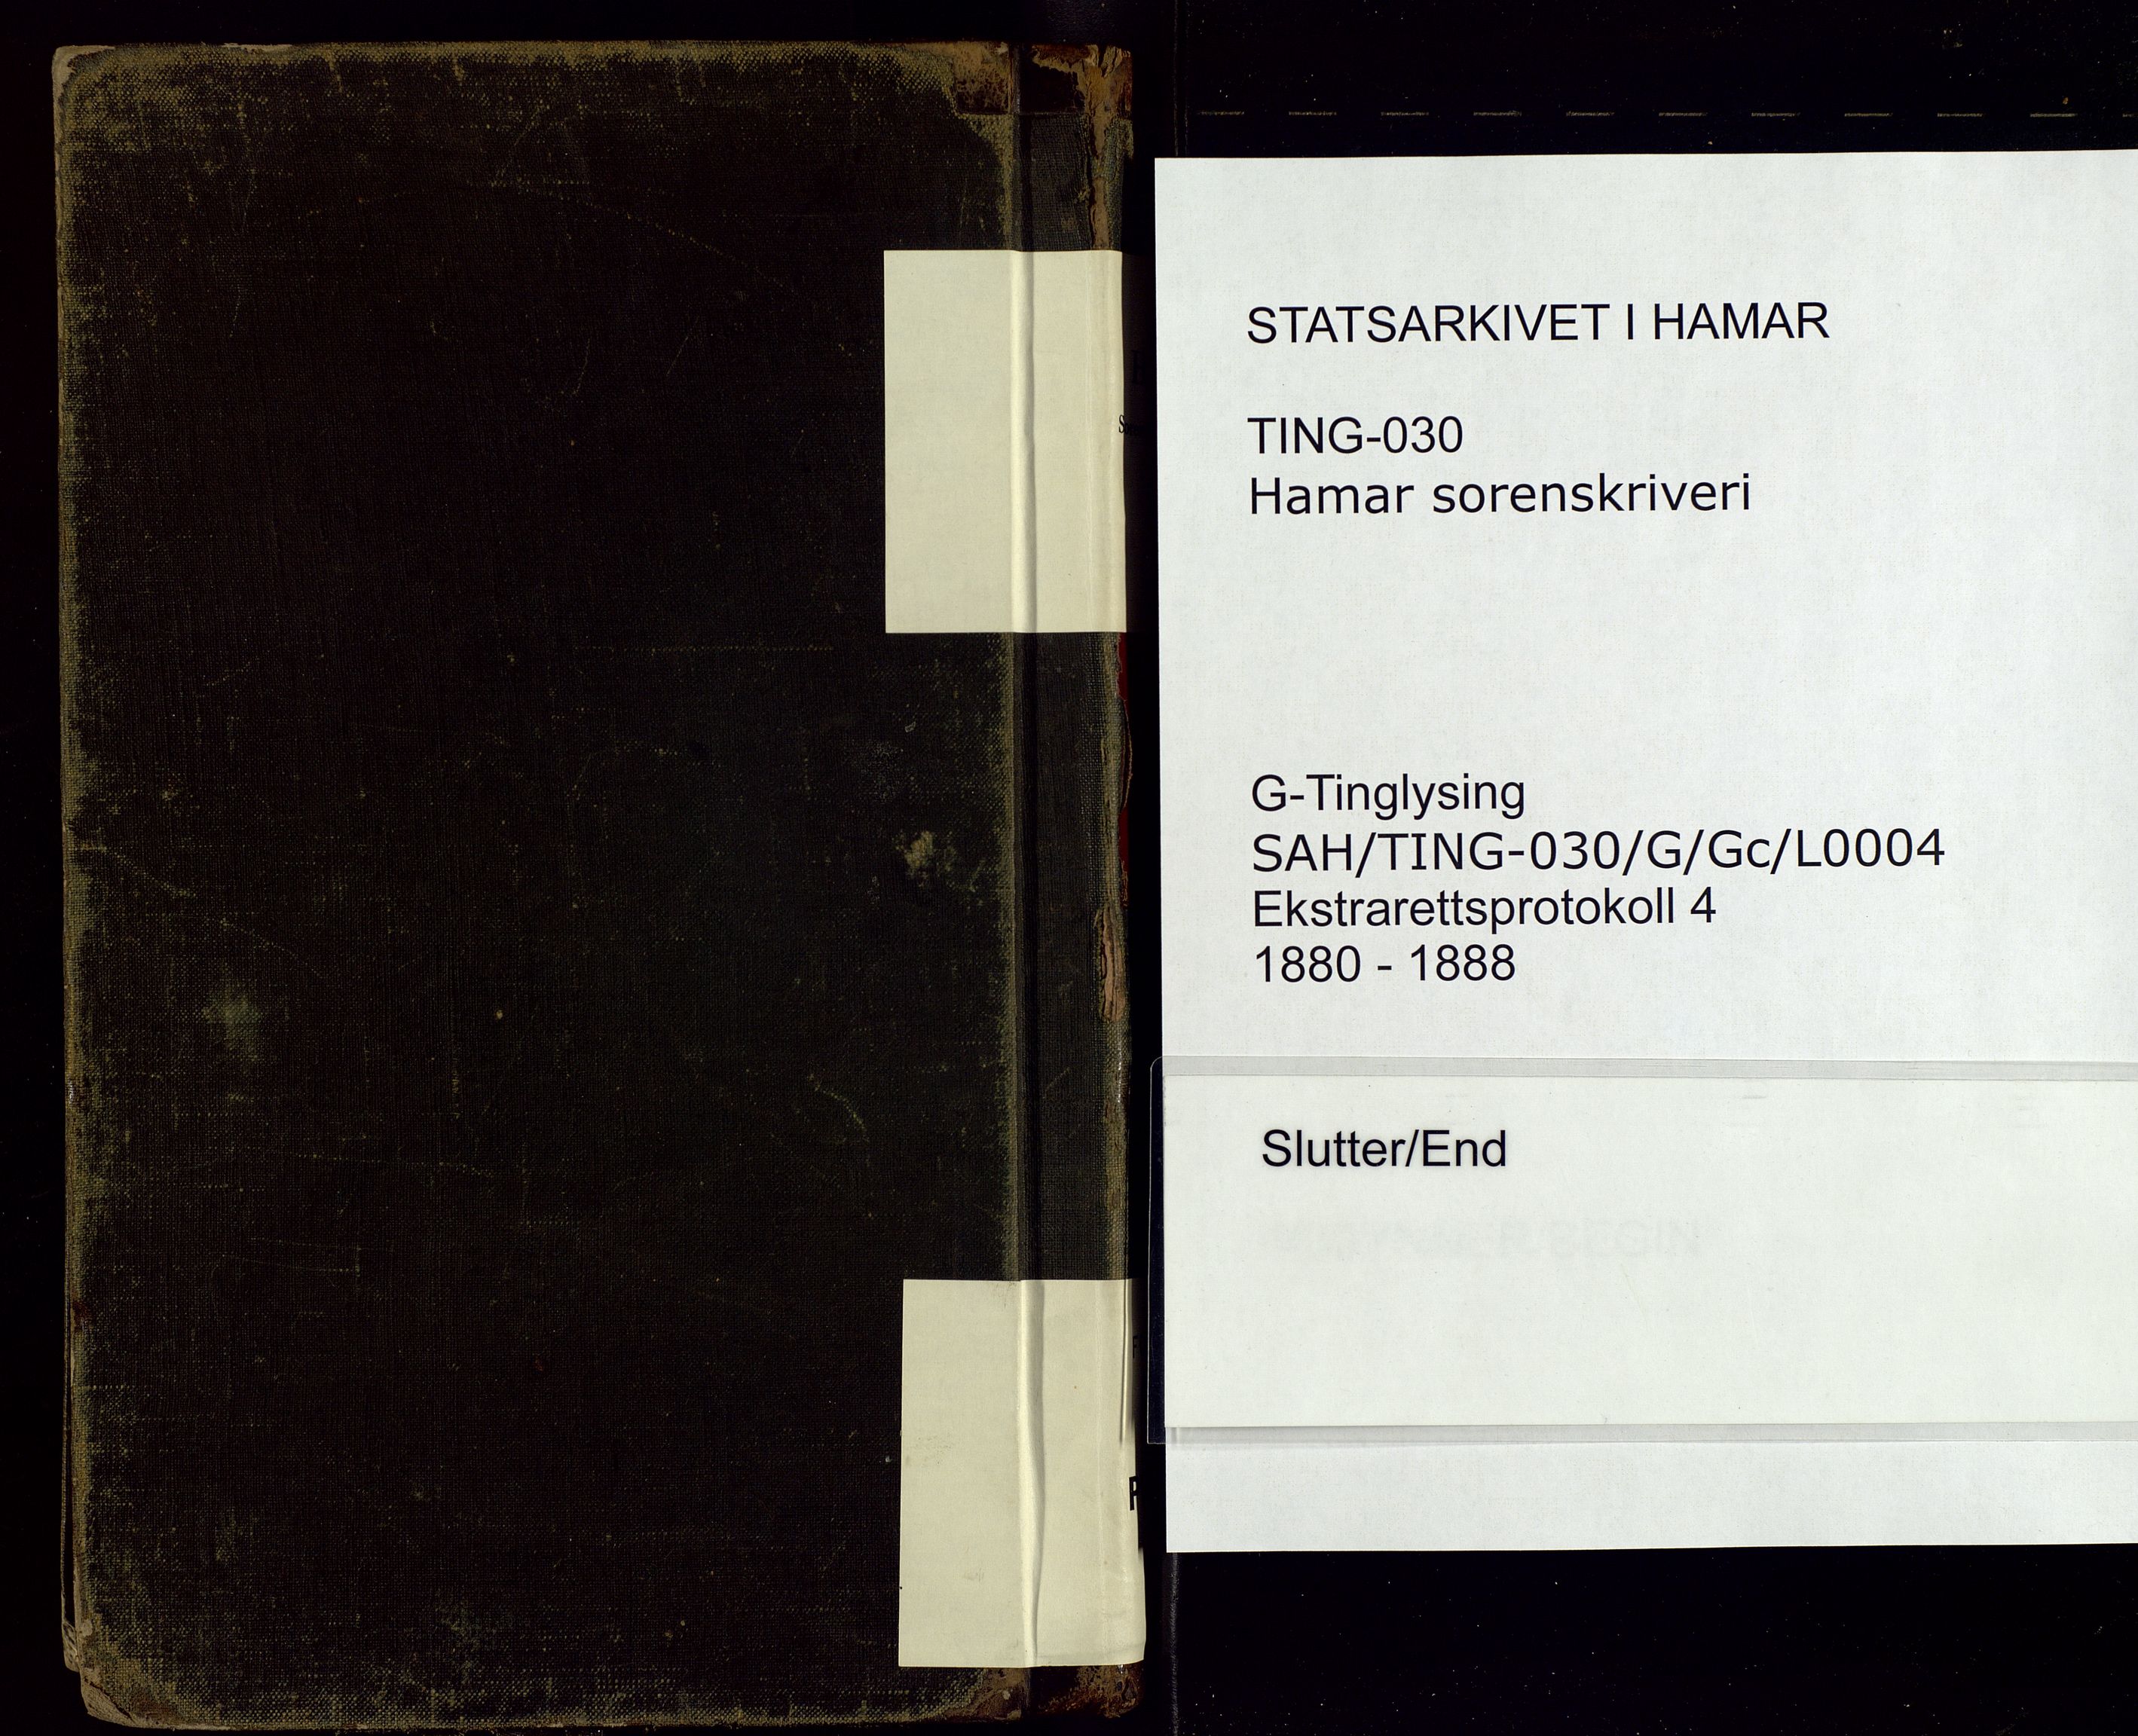 STATSARKIVET I HAMAR
TING-030
Hamar sorenskriveri
G-Tinglysing
SAH/TING-030/G/Gc/L0004
Ekstrarettsprotokoll 4
1880 - 1888
Slutter/End